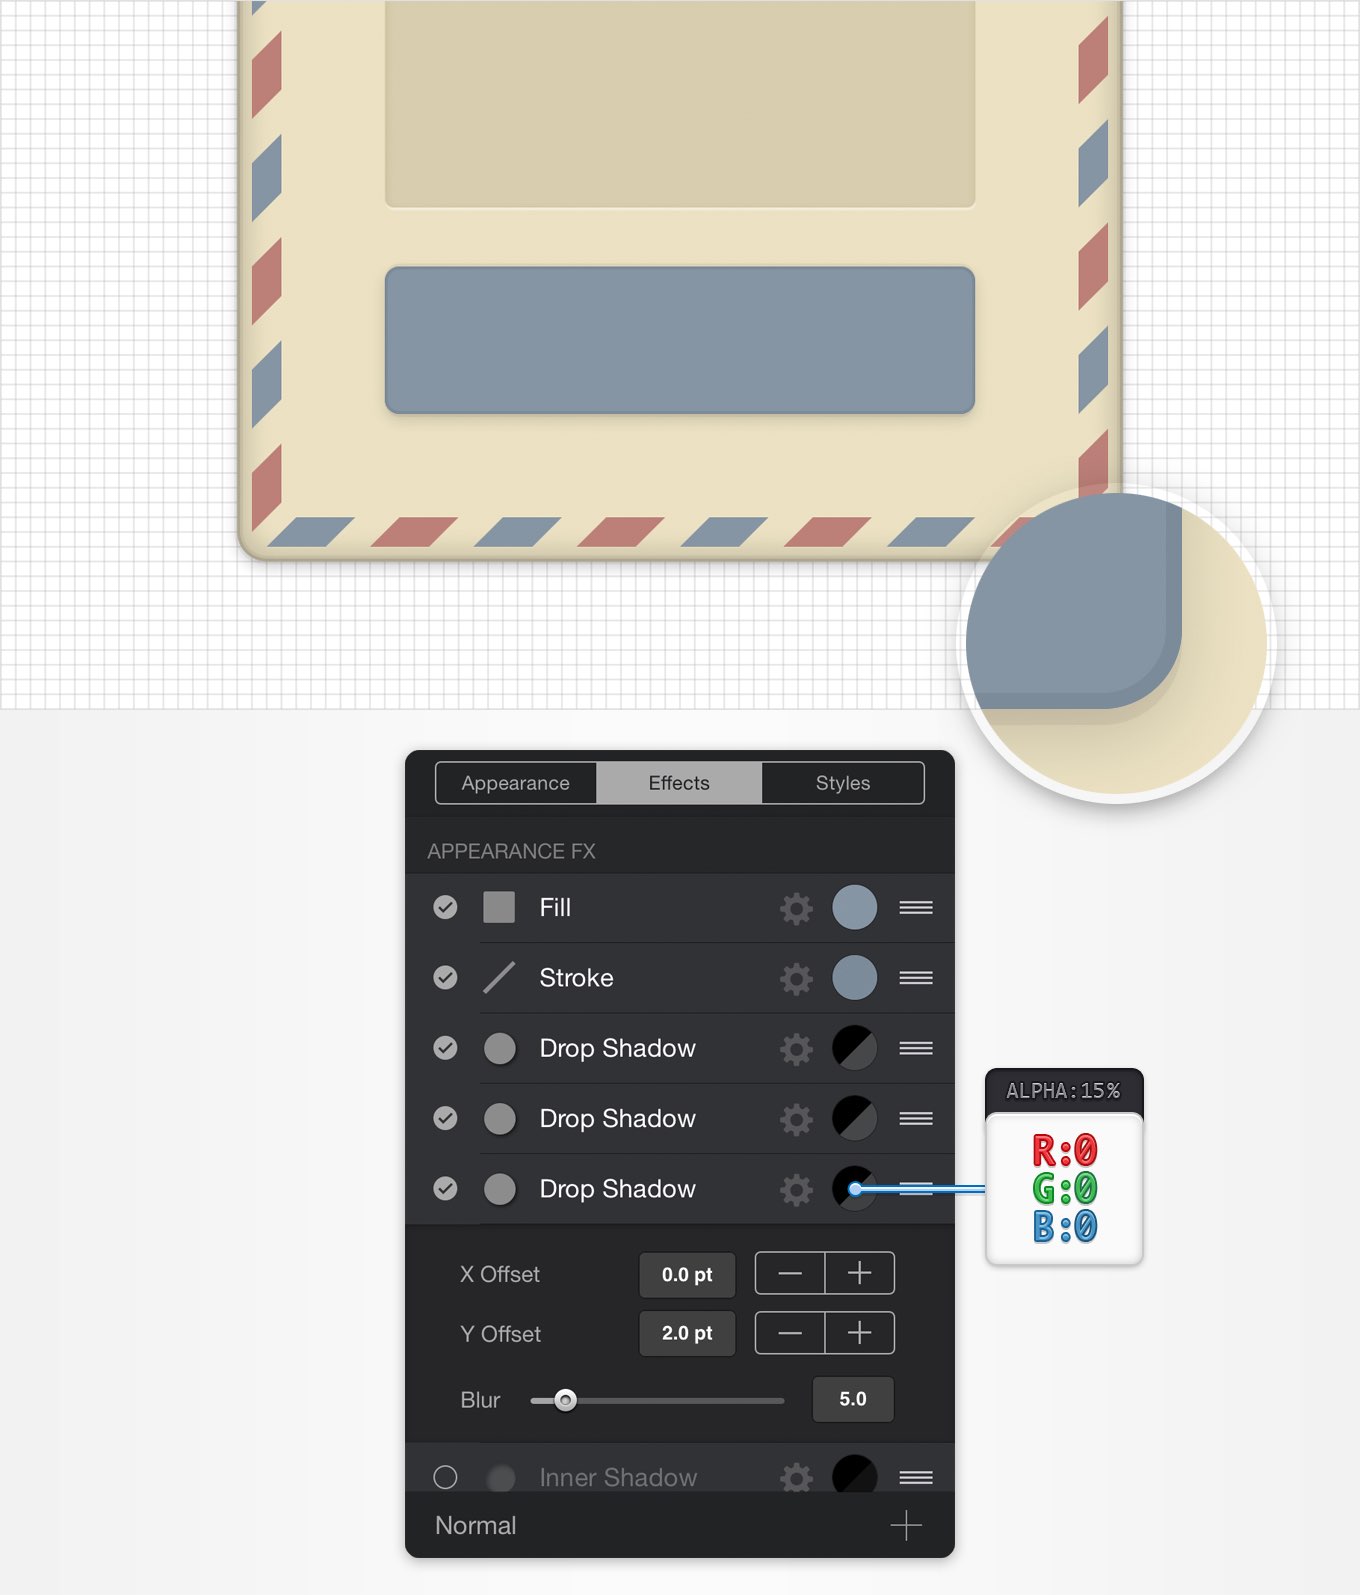 Appearance
Effects
Styles
APPEARANCE FX
Fill
Stroke
Drop Shadow
Drop Shadow
Drop Shadow
ALPHA:15%
R:0
G:0
B:0
X Offset
0.0 pt
Y Offset
2.0 pt
Blur
5.0
Inner Shadow
Normal